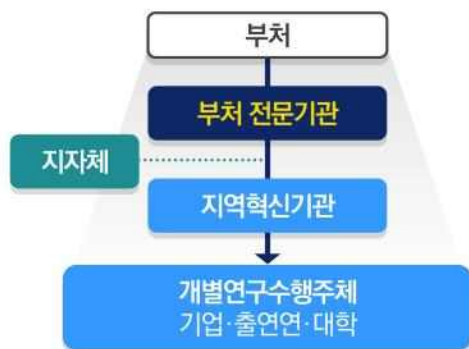 부처
부처 전문기관
지자체
지역혁신기관
개별연구수행주체
기업·출연연·대학